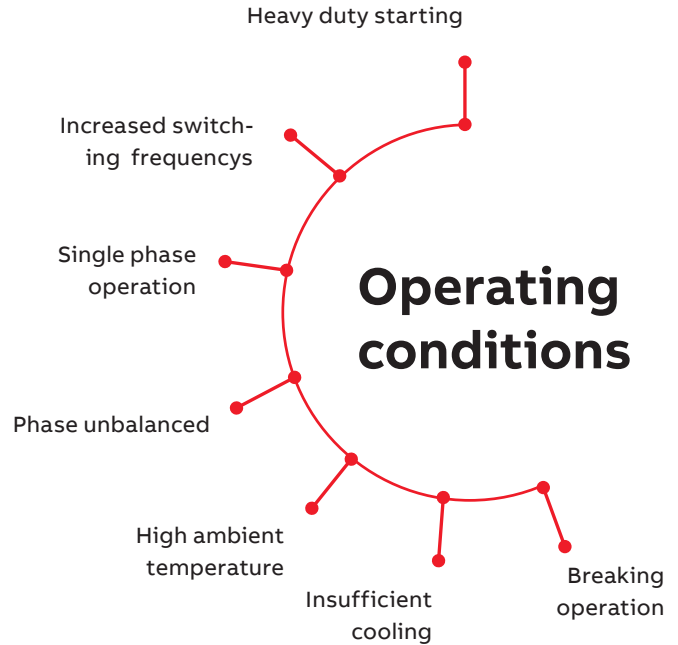 Heavy duty starting
Increased switch-
ing frequencys
Single phase
operation
Operating
conditions
Phase unbalanced
High ambient
temperature
Insufficient
cooling
Breaking
operation